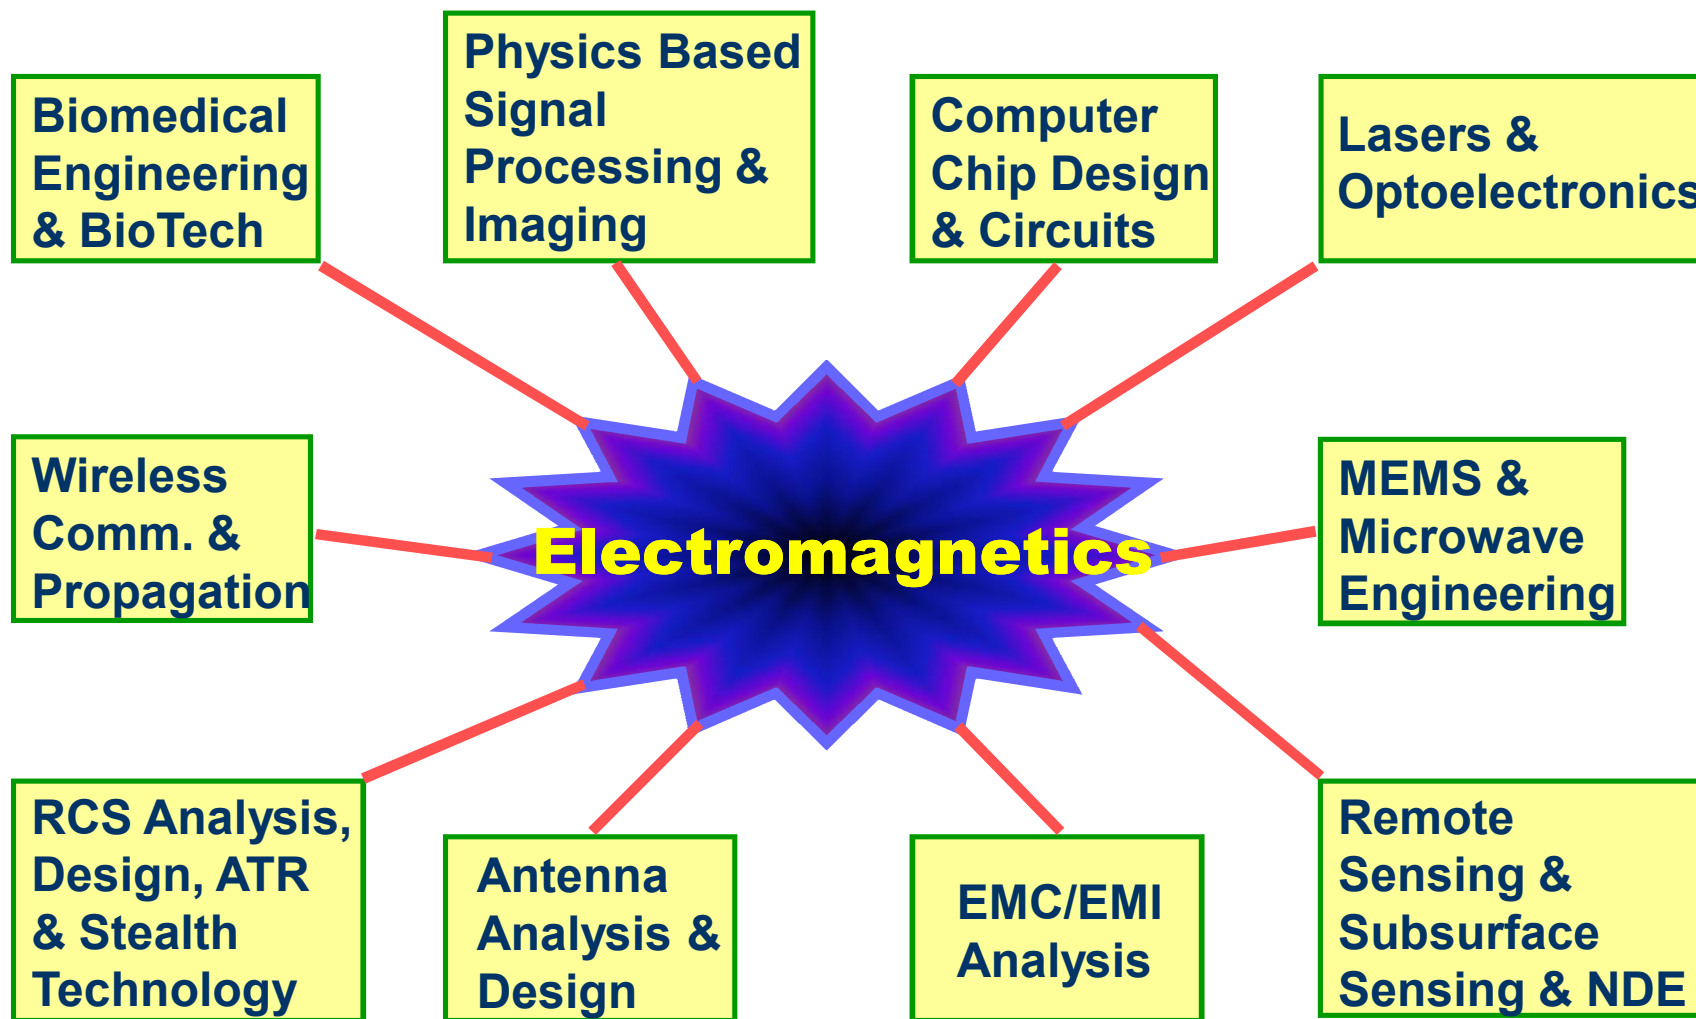 Physics Based
Signal
Processing &
Imaging
Biomedical
Engineering
& BioTech
Computer
Chip Design
& Circuits
Lasers &
Optoelectronics
Wireless
Comm. &
Propagation
Electromagnetics
MEMS &
Microwave
Engineering
RCS Analysis,
Design, ATR
& Stealth
Technology
Antenna
Analysis &
Design
EMC/EMI
Analysis
Remote
Sensing &
Subsurface
Sensing & NDE